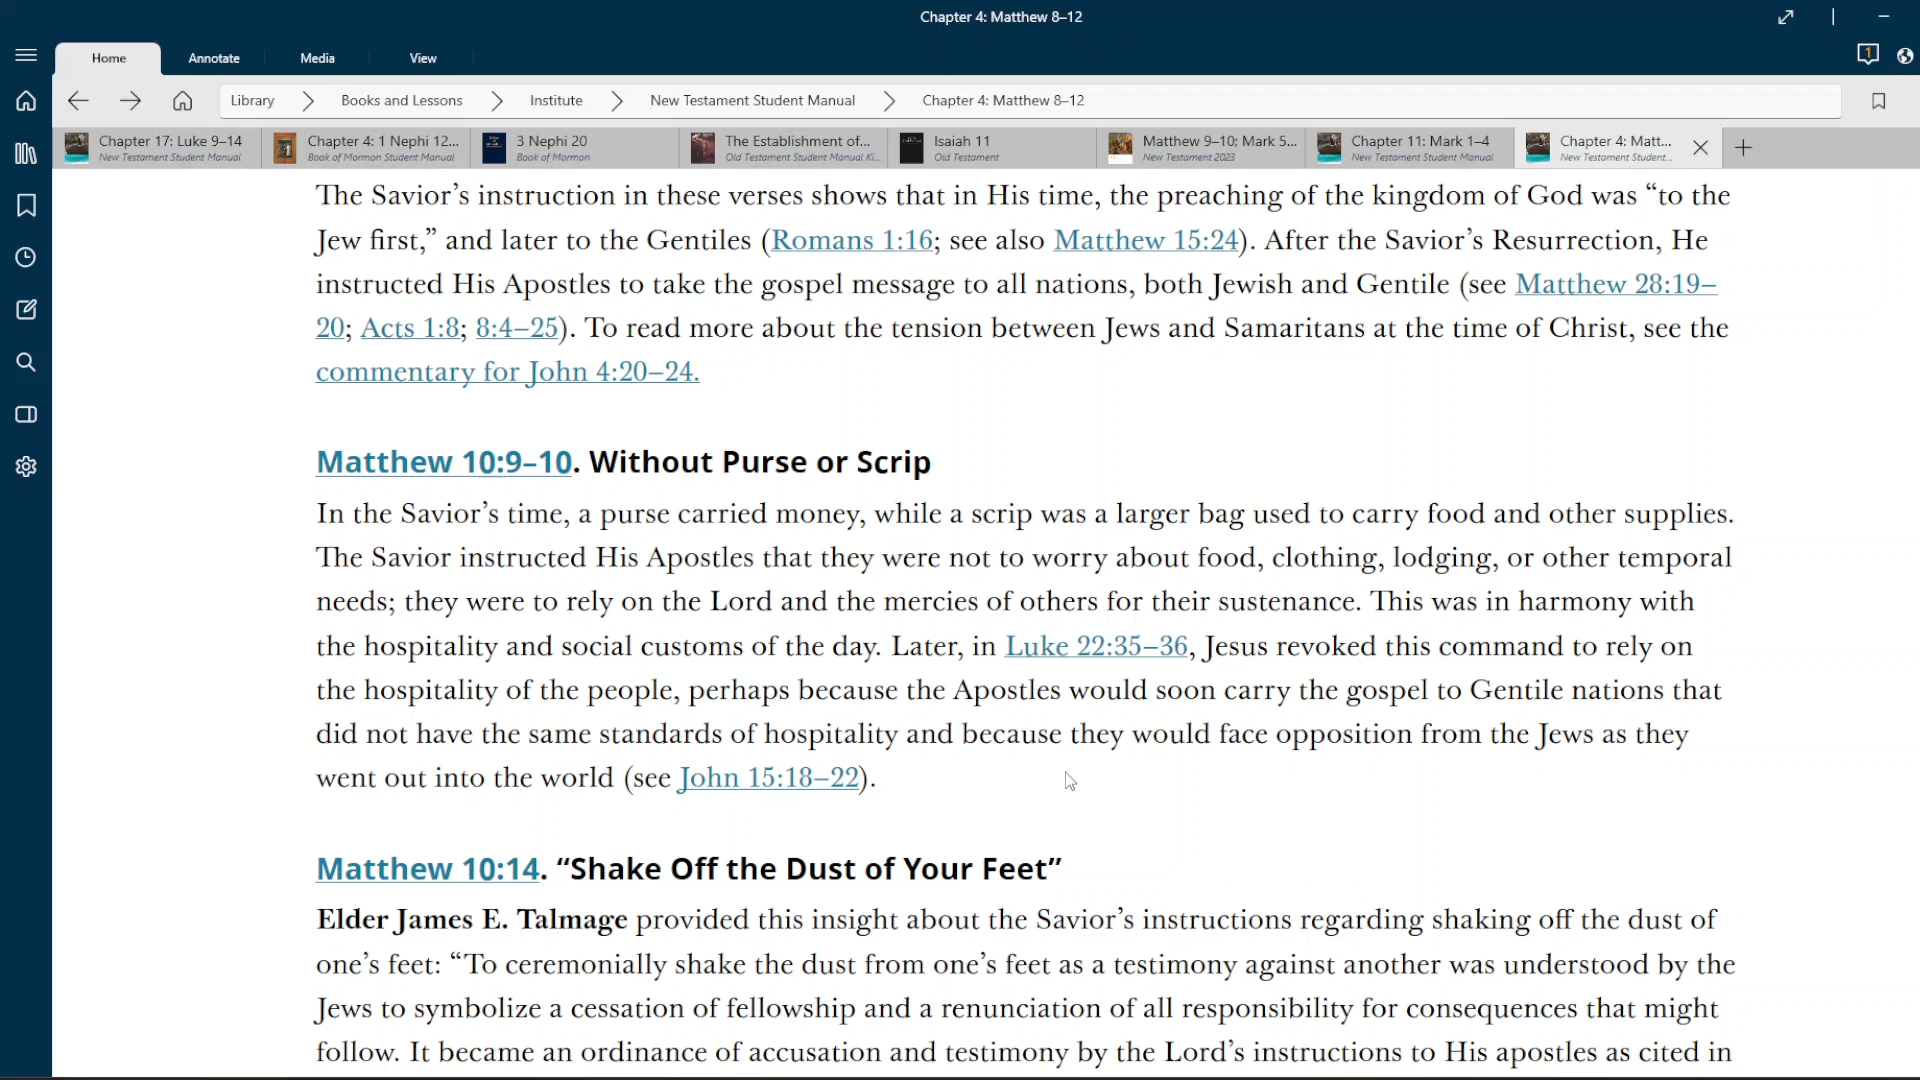 Chapter 4: Matthew 8–12
Home Annotate Media View
1
Library Books and Lessons Institute New Testament Student Manual Chapter 4: Matthew 8–12
Chapter 17: Luke 9–14 Chapter 4: 1 Nephi 12... 3 Nephi 20 The Establishment of... Isaiah 11 Matthew 9–10; Mark 5... Chapter 11: Mark 1–4 Chapter 4: Matt...
New Testament Student Manual Book of Mormon Student Manual Book of Mormon Old Testament Student Manual Ki... Old Testament New Testament 2023 New Testament Student Manual New Testament Student...
The Savior’s instruction in these verses shows that in His time, the preaching of the kingdom of God was “to the
Jew first,” and later to the Gentiles (Romans 1:16; see also Matthew 15:24). After the Savior’s Resurrection, He
instructed His Apostles to take the gospel message to all nations, both Jewish and Gentile (see Matthew 28:19–
20; Acts 1:8; 8:4–25). To read more about the tension between Jews and Samaritans at the time of Christ, see the
commentary for John 4:20–24.
Matthew 10:9–10. Without Purse or Scrip
In the Savior’s time, a purse carried money, while a scrip was a larger bag used to carry food and other supplies.
The Savior instructed His Apostles that they were not to worry about food, clothing, lodging, or other temporal
needs; they were to rely on the Lord and the mercies of others for their sustenance. This was in harmony with
the hospitality and social customs of the day. Later, in Luke 22:35–36, Jesus revoked this command to rely on
the hospitality of the people, perhaps because the Apostles would soon carry the gospel to Gentile nations that
did not have the same standards of hospitality and because they would face opposition from the Jews as they
went out into the world (see John 15:18–22).
Matthew 10:14. “Shake Off the Dust of Your Feet”
Elder James E. Talmage provided this insight about the Savior’s instructions regarding shaking off the dust of
one’s feet: “To ceremonially shake the dust from one’s feet as a testimony against another was understood by the
Jews to symbolize a cessation of fellowship and a renunciation of all responsibility for consequences that might
follow. It became an ordinance of accusation and testimony by the Lord’s instructions to His apostles as cited in